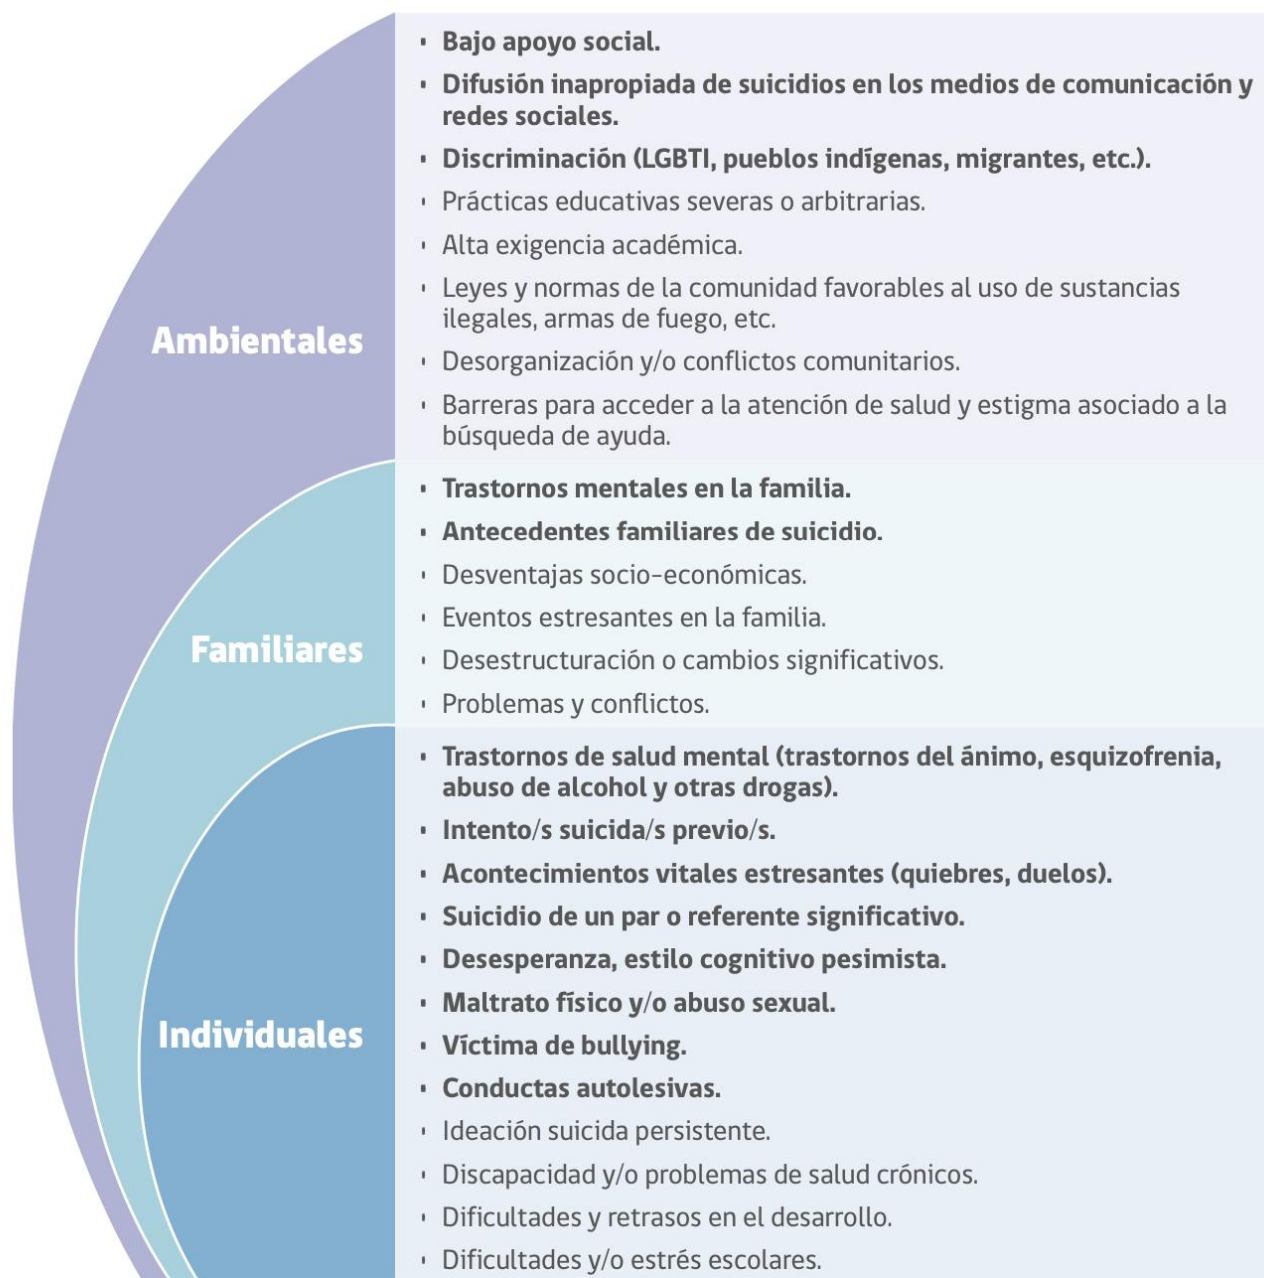 Ambientales
· Bajo apoyo social.
· Difusión inapropiada de suicidios en los medios de comunicación y
redes sociales.
· Discriminación (LGBTI, pueblos indígenas, migrantes, etc.).
· Prácticas educativas severas o arbitrarias.
· Alta exigencia académica.
· Leyes y normas de la comunidad favorables al uso de sustancias
ilegales, armas de fuego, etc.
· Desorganización y/o conflictos comunitarios.
· Barreras para acceder a la atención de salud y estigma asociado a la
búsqueda de ayuda.
Familiares
· Trastornos mentales en la familia.
· Antecedentes familiares de suicidio.
· Desventajas socio-económicas.
· Eventos estresantes en la familia.
· Desestructuración o cambios significativos.
· Problemas y conflictos.
Individuales
· Trastornos de salud mental (trastornos del ánimo, esquizofrenia,
abuso de alcohol y otras drogas).
· Intento/s suicida/s previo/s.
· Acontecimientos vitales estresantes (quiebres, duelos).
· Suicidio de un par o referente significativo.
· Desesperanza, estilo cognitivo pesimista.
· Maltrato físico y/o abuso sexual.
· Víctima de bullying.
· Conductas autolesivas.
· Ideación suicida persistente.
· Discapacidad y/o problemas de salud crónicos.
· Dificultades y retrasos en el desarrollo.
· Dificultades y/o estrés escolares.